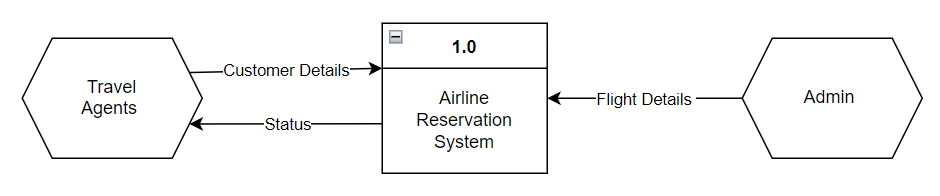 1.0
Travel
Agents
Customer Details
Status
Airline
Reservation
System
Flight Details
Admin